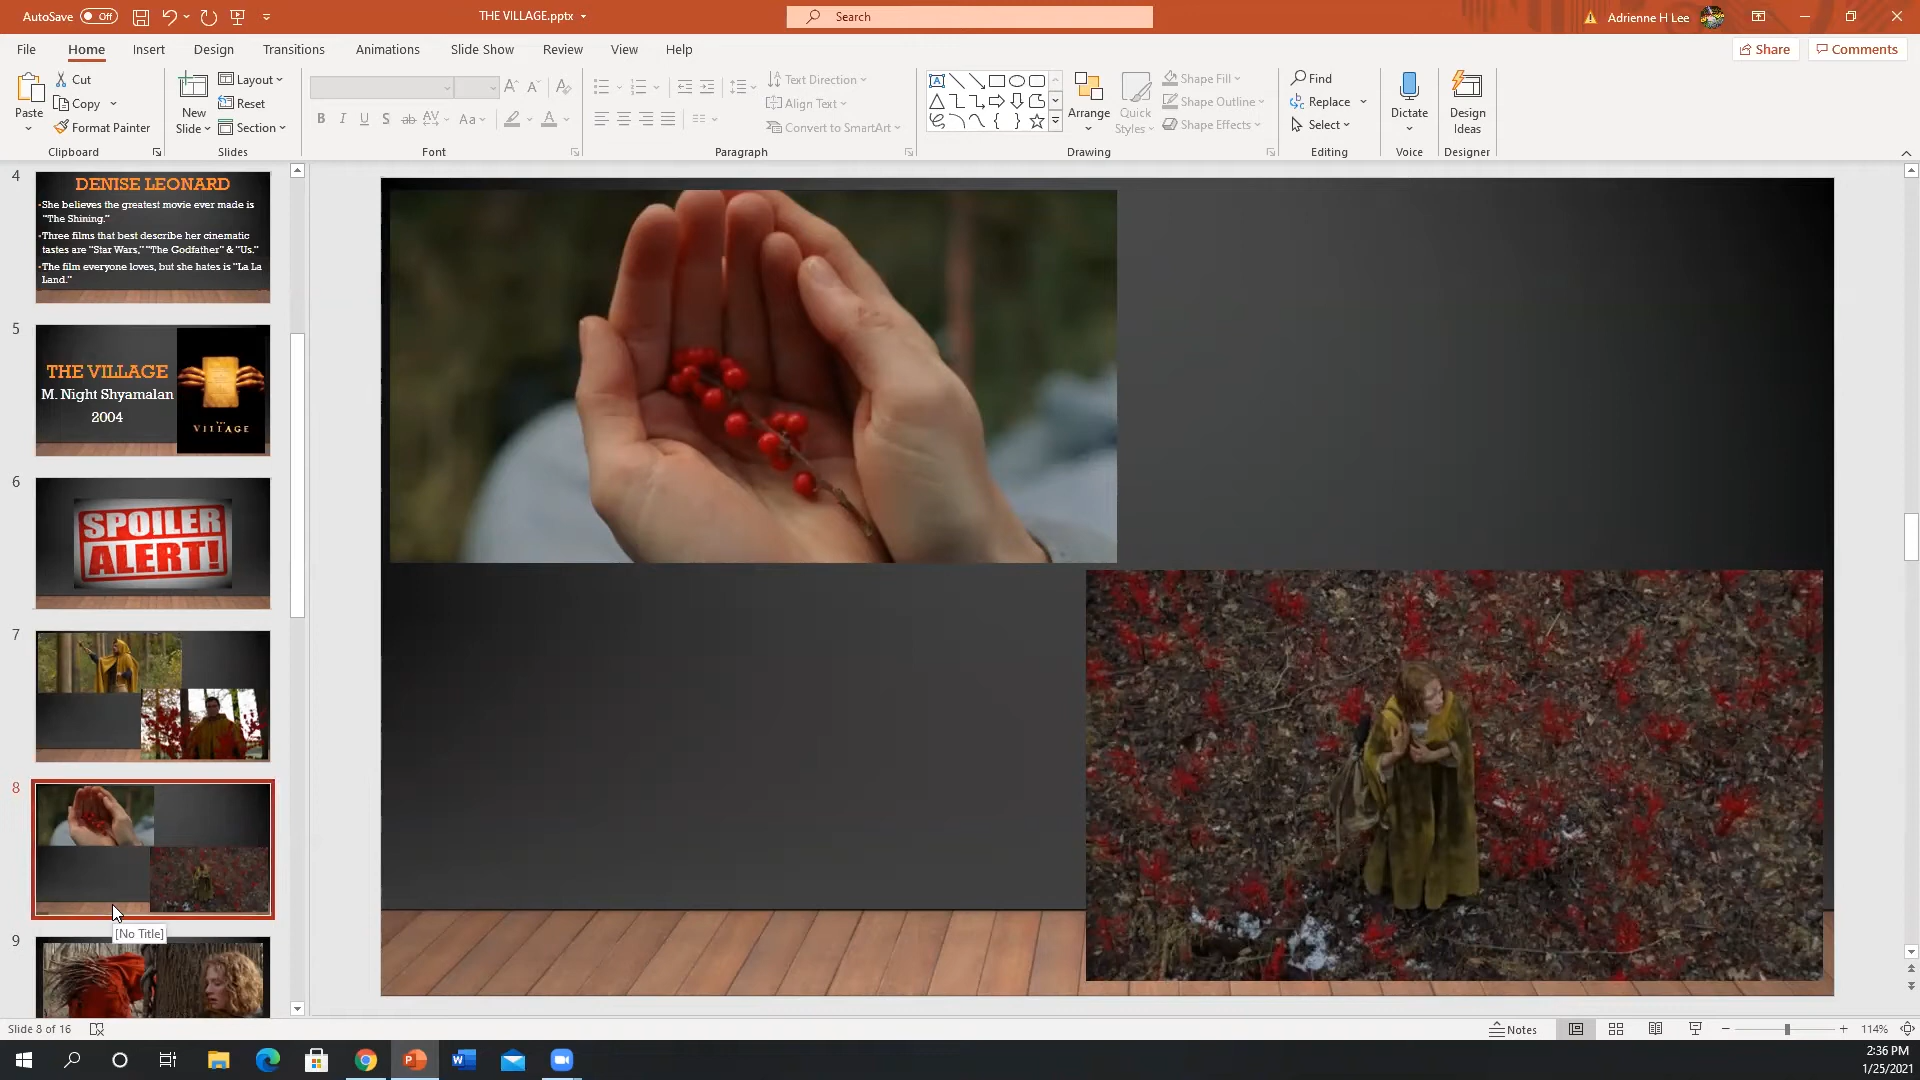 AutoSave Off
THE VILLAGE.pptx
Search
Adrienne H Lee
File Home Insert Design Transitions Animations Slide Show Review View Help
Share Comments
Paste
Cut
Copy
Format Painter
Clipboard
New
Slide
Layout
Reset
Section
Slides
B I U S ab AV Aa A
Font
Text Direction
Align Text
Convert to SmartArt
Paragraph
Arrange
Quick
Styles
Shape Fill
Shape Outline
Shape Effects
Drawing
Find
Replace
Select
Editing
Dictate
Voice
Design
Ideas
Designer
4
DENISE LEONARD
•She believes the greatest movie ever made is
"The Shining."
•Three films that best describe her cinematic
tastes are "Star Wars," "The Godfather" & "Us."
•The film everyone loves, but she hates is "La La
Land."
5
THE VILLAGE
M. Night Shyamalan
2004
THE
VILLAGE
6
SPOILER
ALERT!
7
8
[No Title]
9
Slide 8 of 16
Notes
114%
2:36 PM
1/25/2021